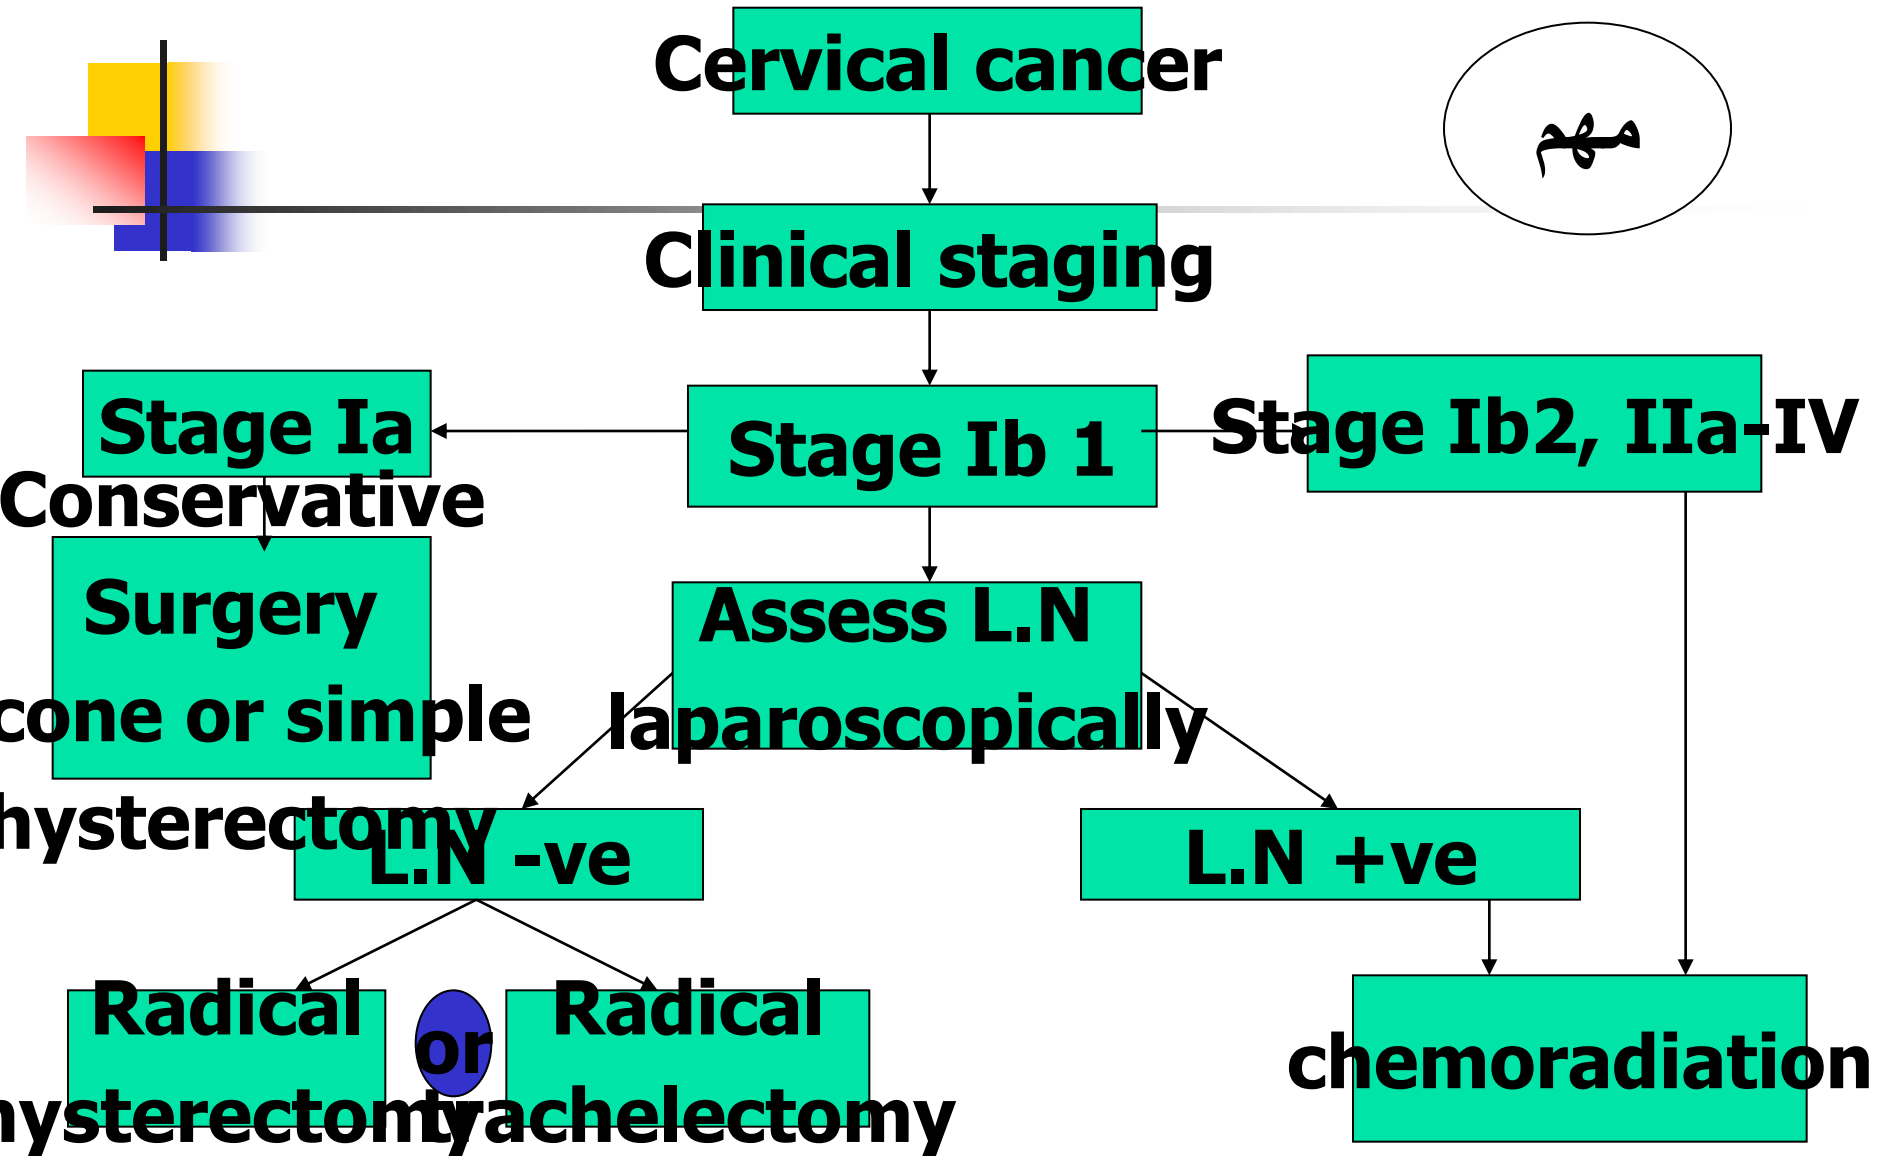 Cervical cancer
مهم
Clinical staging
Stage Ia
Stage Ib 1
Stage Ib2, IIa-IV
Conservative
Surgery
cone or simple
hysterectomy
Assess L.N
laparoscopically
L.N -ve
L.N +ve
Radical
hysterectomy
or
Radical
trachelectomy
chemoradiation